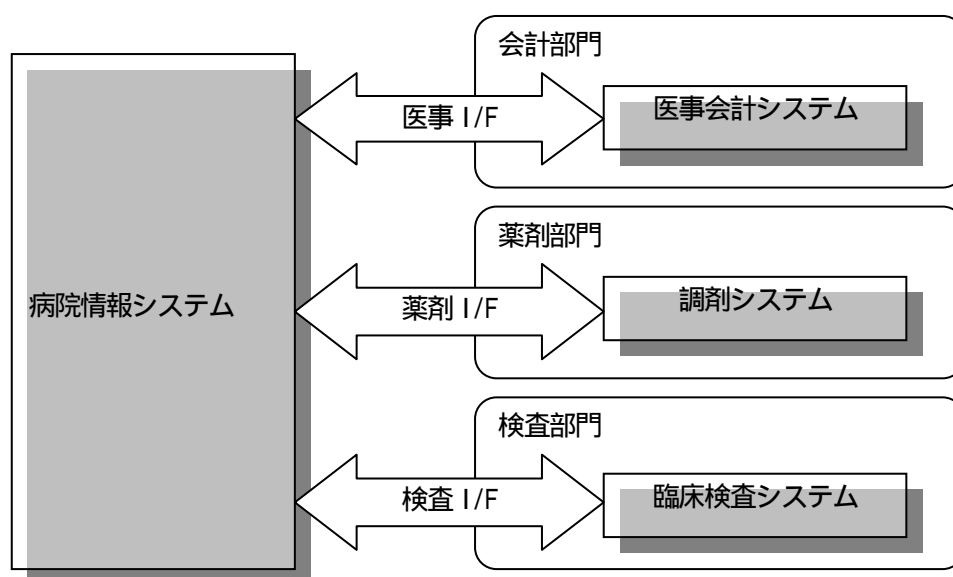 会計部門
医事 I/F
医事会計システム
薬剤部門
病院情報システム
薬剤 I/F
調剤システム
検査部門
検査 I/F
臨床検査システム